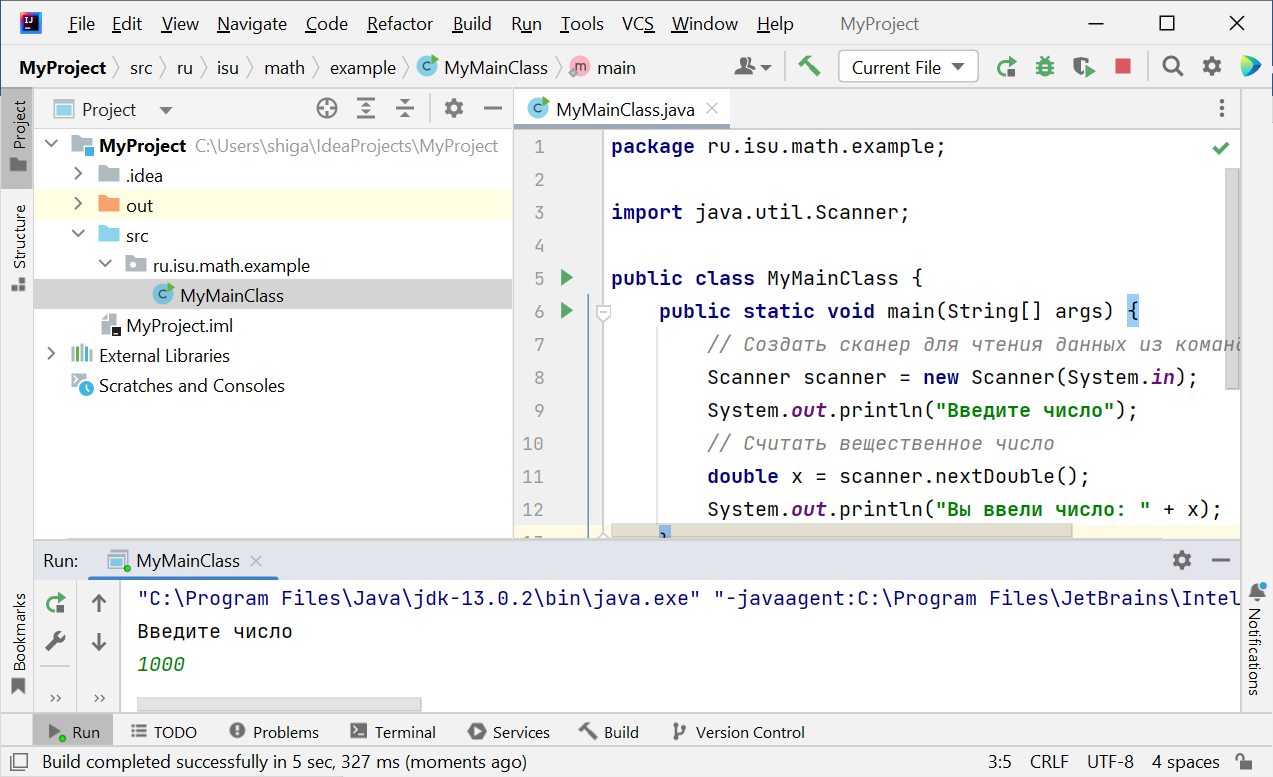 File Edit View Navigate Code Refactor Build Run Tools VCS Window Help MyProject
MyProject src ru isu math example MyMainClass main Current File
Project
MyProject C:\Users\shiga\IdeaProjects\MyProject
.idea
out
src
ru.isu.math.example
MyMainClass
MyProject.iml
External Libraries
Scratches and Consoles
Project
Structure
Bookmarks
MyMainClass.java
1 package ru.isu.math.example;
2
3 import java.util.Scanner;
4
5 public class MyMainClass {
6 public static void main(String[] args) {
7 // Создать сканер для чтения данных из команд
8 Scanner scanner = new Scanner(System.in);
9 System.out.println("Введите число");
10 // Считать вещественное число
11 double x = scanner.nextDouble();
12 System.out.println("Вы ввели число: " + x);
}
Run: MyMainClass
"C:\Program Files\Java\jdk-13.0.2\bin\java.exe" "-javaagent:C:\Program Files\JetBrains\Intel
Введите число
1000
Notifications
Run TODO Problems Terminal Services Build Version Control
Build completed successfully in 5 sec, 327 ms (moments ago) 3:5 CRLF UTF-8 4 spaces